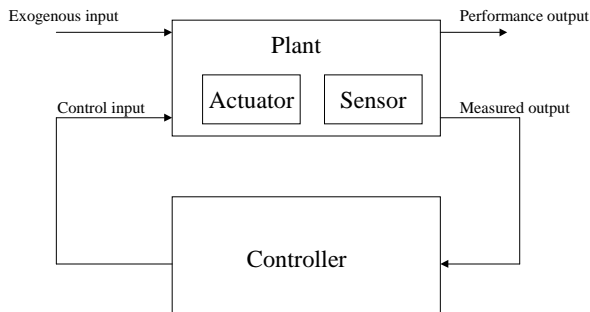 Exogenous input
Performance output
Plant
Actuator
Sensor
Control input
Measured output
Controller